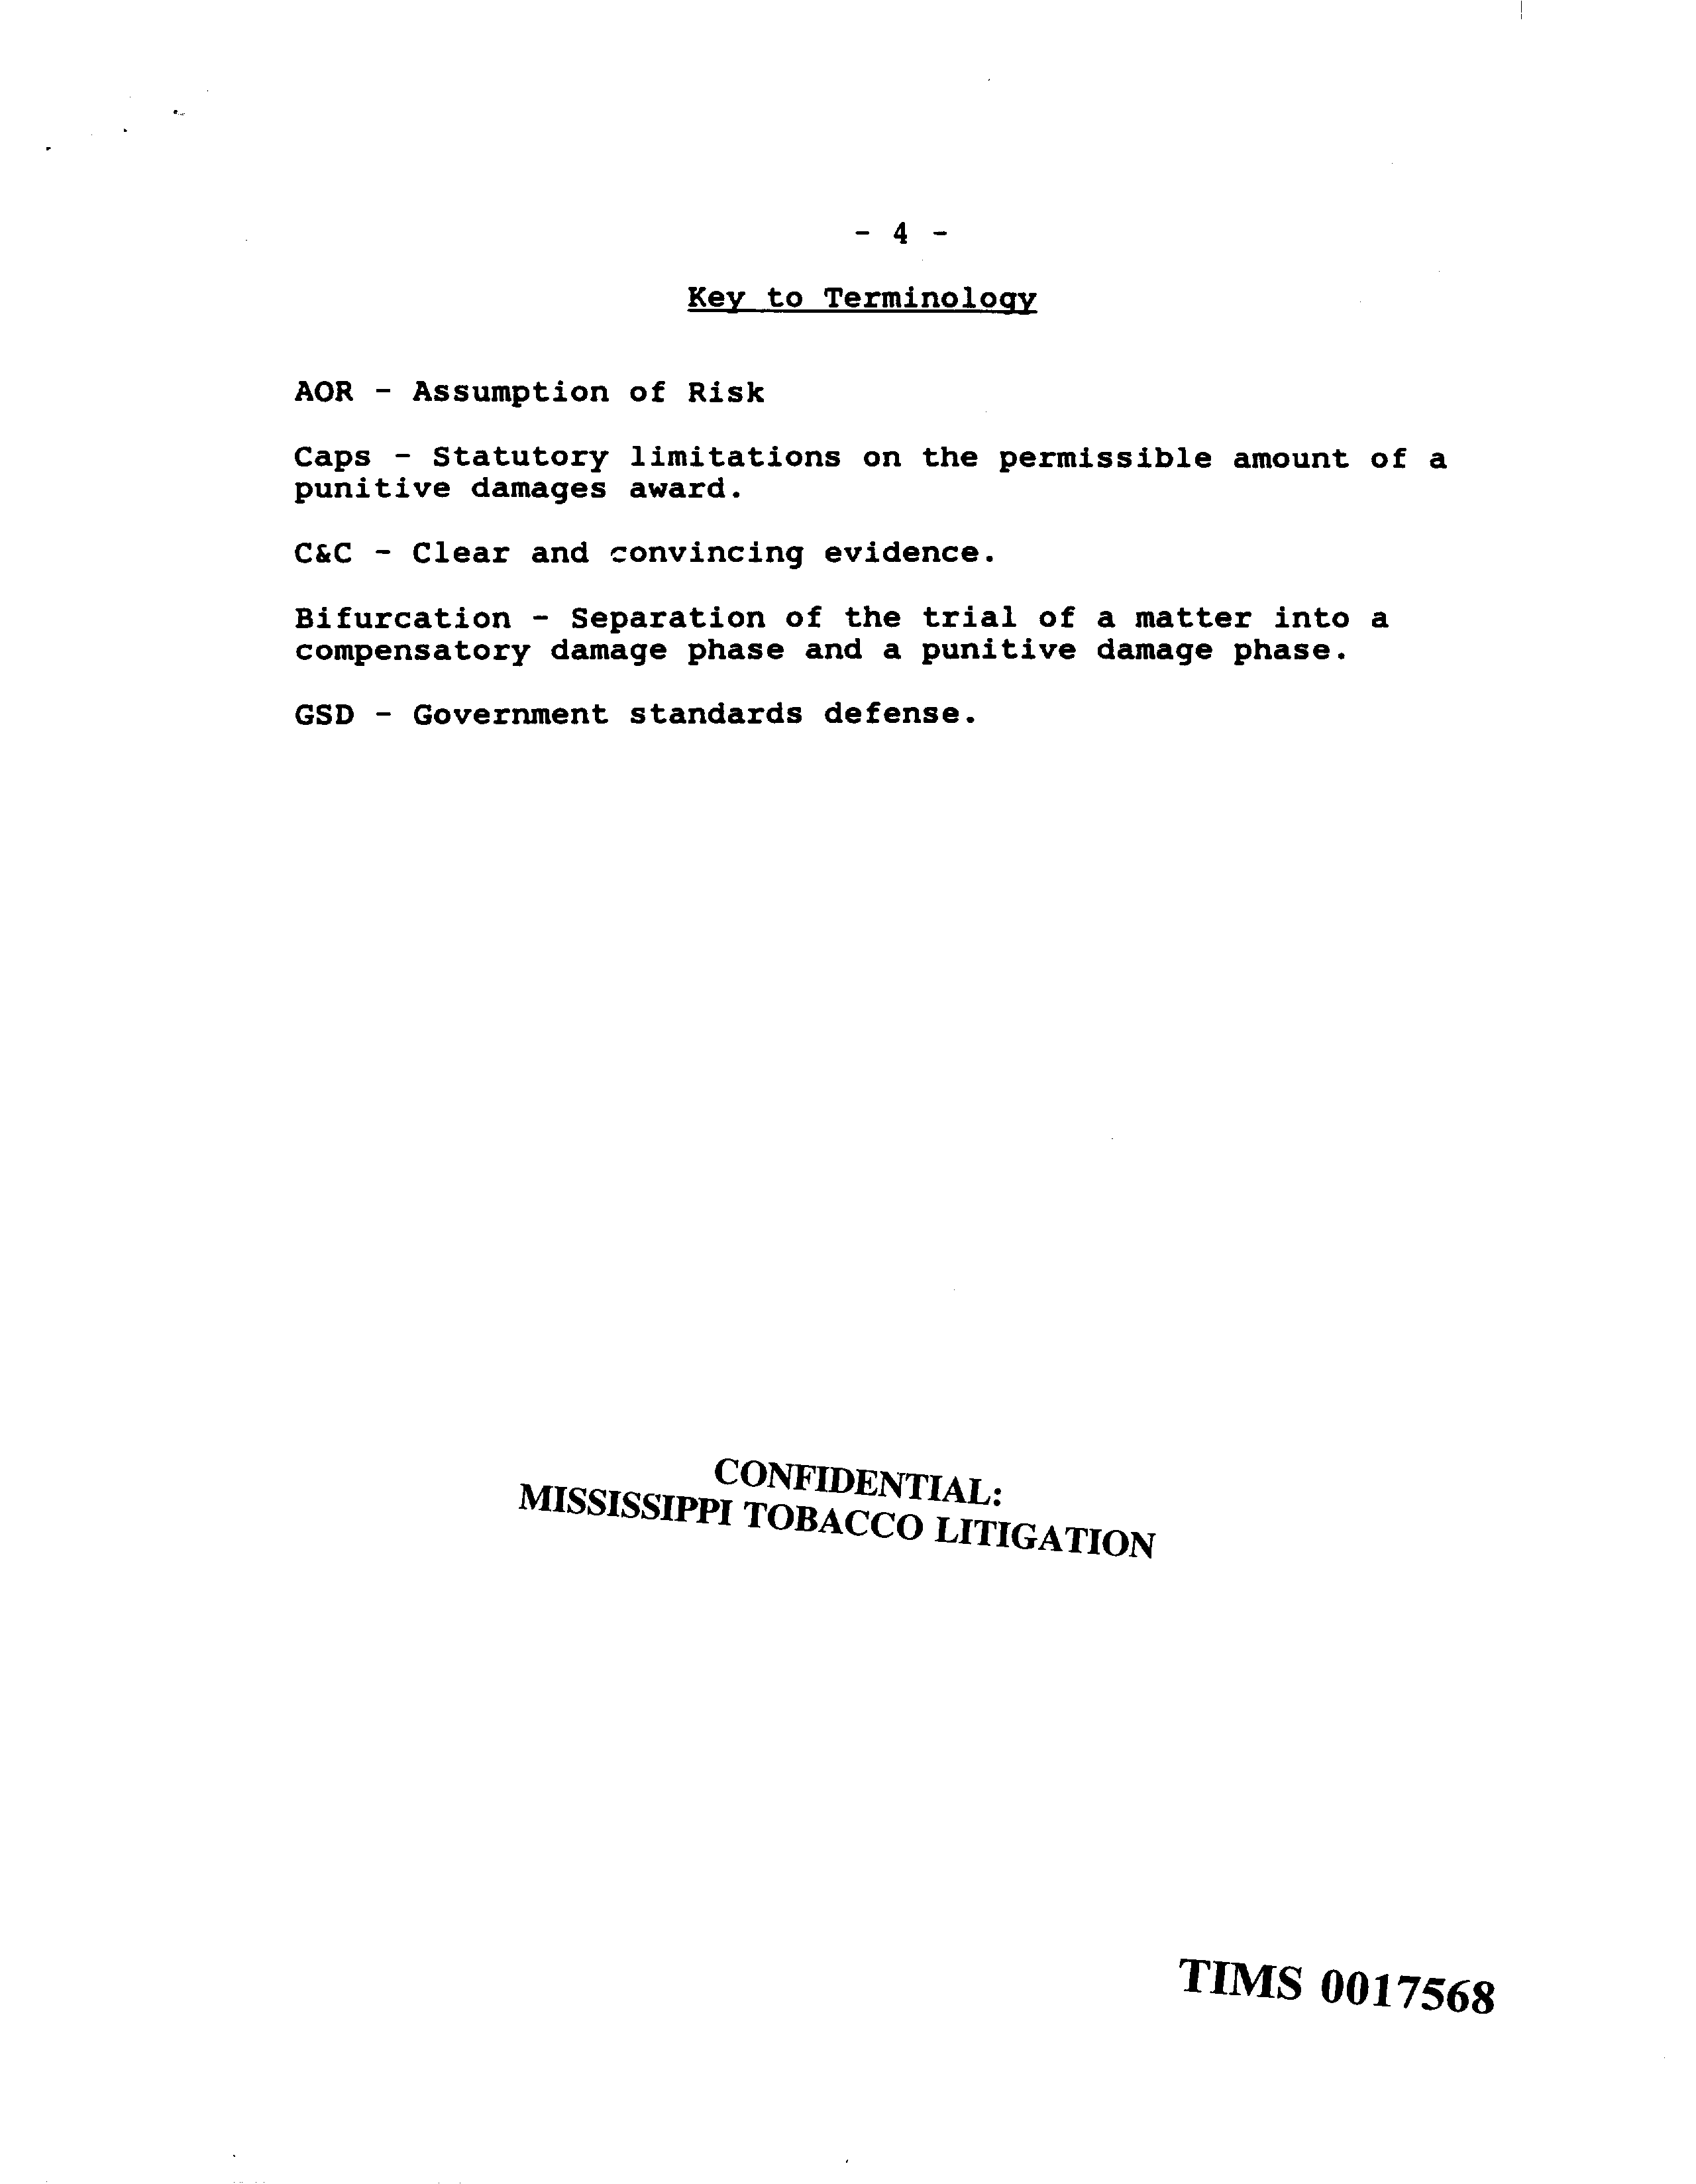 - 4 -
Key to Terminology
AOR - Assumption of Risk
Caps - Statutory limitations on the permissible amount of a
punitive damages award.
C&C - Clear and convincing evidence.
Bifurcation - Separation of the trial of a matter into a
compensatory damage phase and a punitive damage phase.
GSD - Government standards defense.
CONFIDENTIAL:
MISSISSIPPI TOBACCO LITIGATION
TIMS 0017568